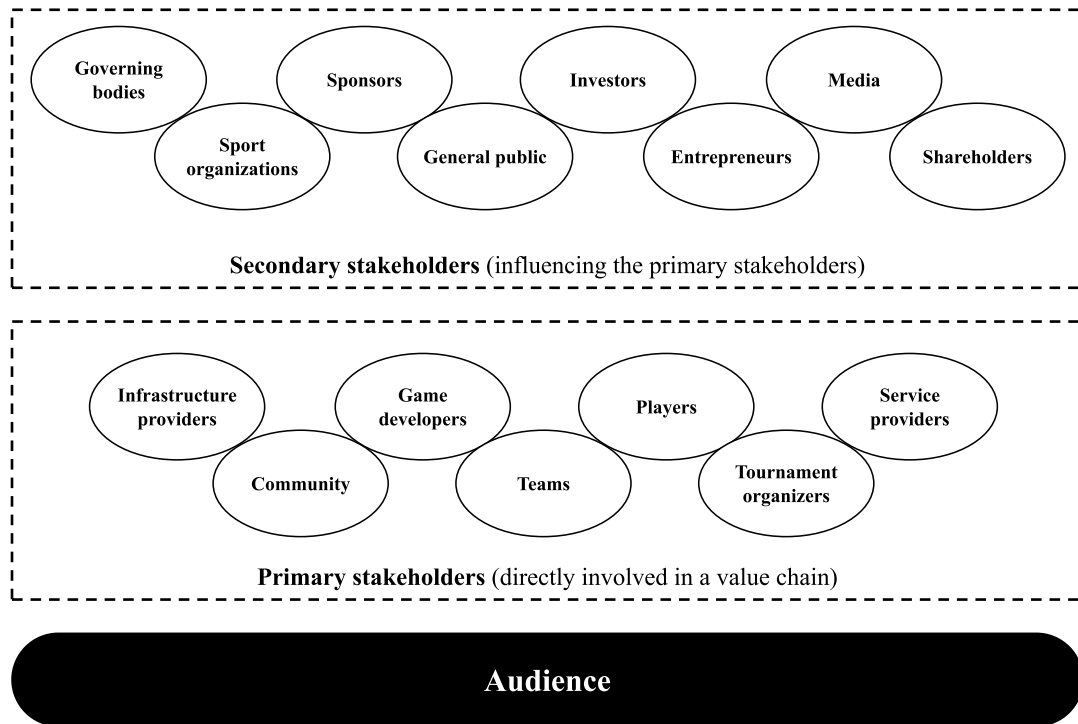 Governing
bodies
Sponsors
Investors
Media
Sport
organizations
General public
Entrepreneurs
Shareholders
Secondary stakeholders (influencing the primary stakeholders)
Infrastructure
providers
Game
developers
Players
Service
providers
Community
Teams
Tournament
organizers
Primary stakeholders (directly involved in a value chain)
Audience